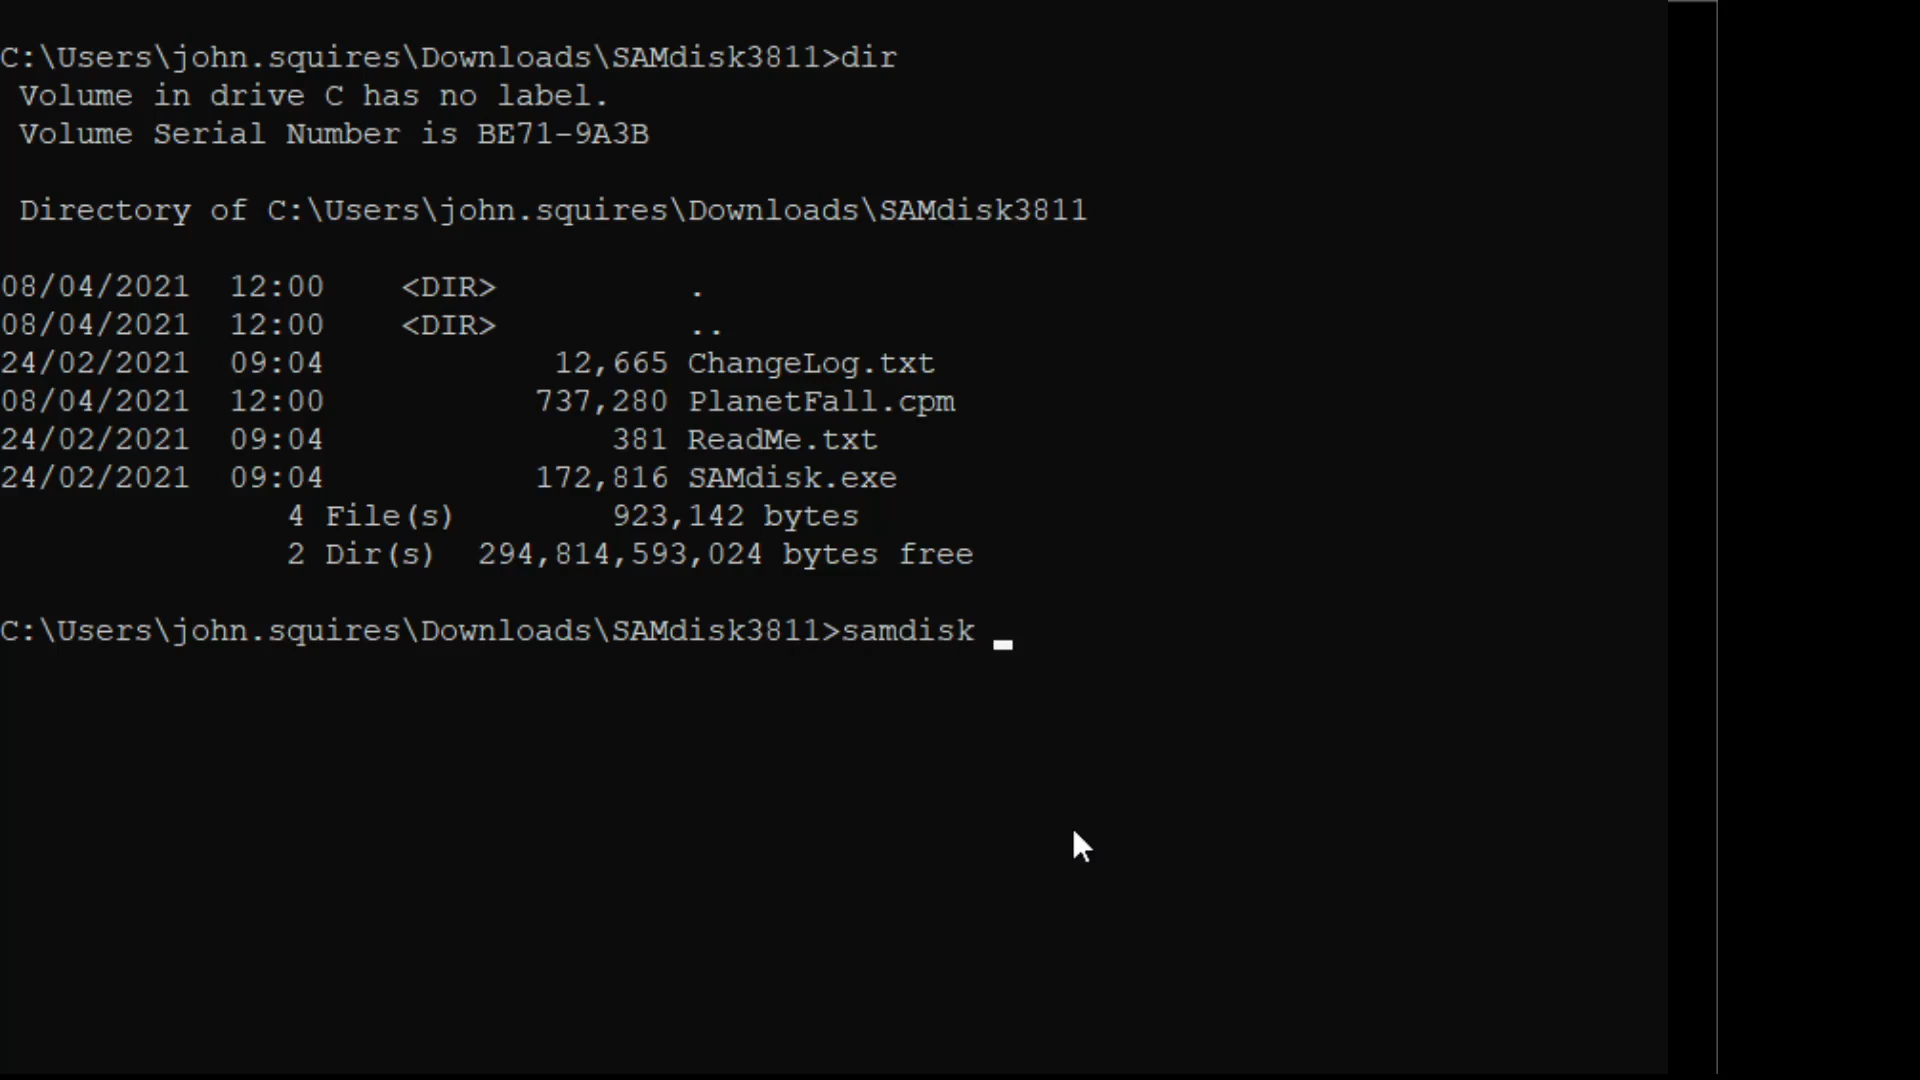 C:\Users\john.squires\Downloads\SAMdisk3811>dir
Volume in drive C has no label.
Volume Serial Number is BE71-9A3B
Directory of C:\Users\john.squires\Downloads\SAMdisk3811
08/04/2021  12:00    <DIR>          .
08/04/2021  12:00    <DIR>          ..
24/02/2021  09:04            12,665 ChangeLog.txt
08/04/2021  12:00           737,280 PlanetFall.cpm
24/02/2021  09:04               381 ReadMe.txt
24/02/2021  09:04           172,816 SAMdisk.exe
4 File(s)        923,142 bytes
2 Dir(s)  294,814,593,024 bytes free
C:\Users\john.squires\Downloads\SAMdisk3811>samdisk